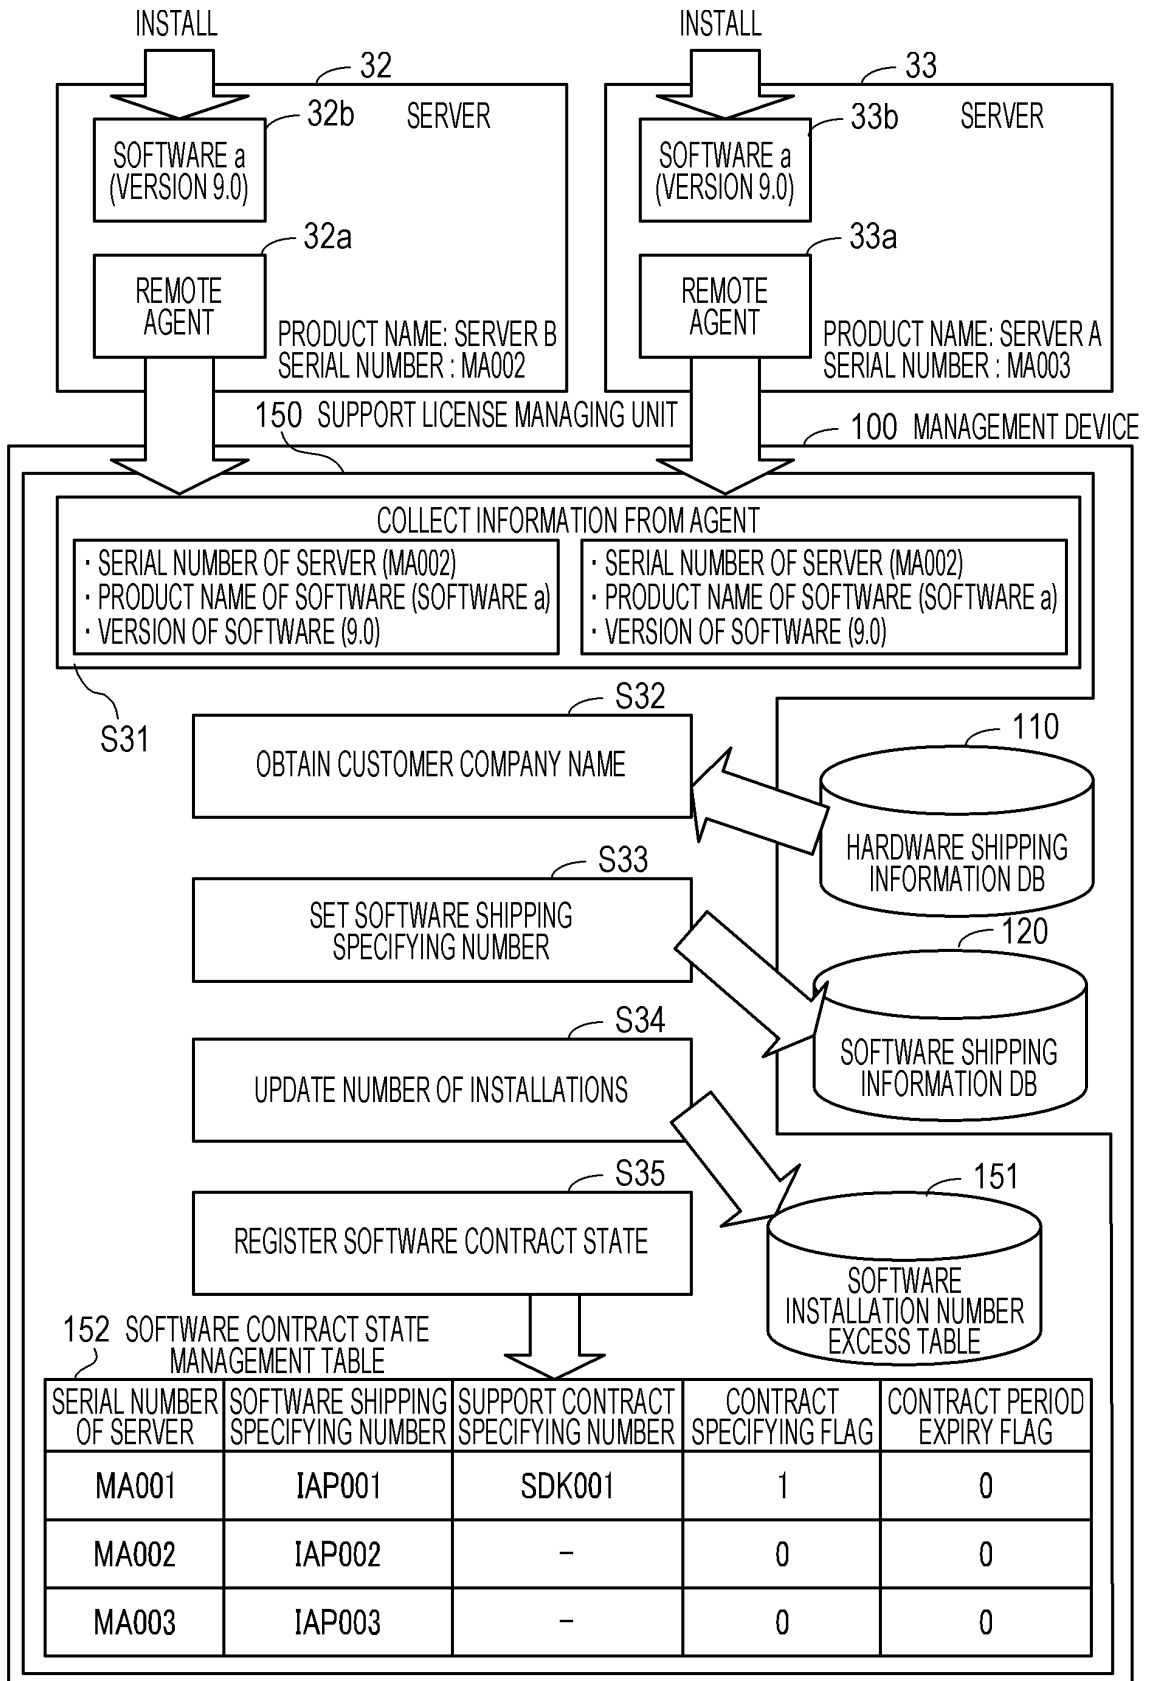 INSTALL
INSTALL
32
33
32b
SERVER
33b
SERVER
SOFTWARE a
(VERSION 9.0)
SOFTWARE a
(VERSION 9.0)
32a
33a
REMOTE
AGENT
REMOTE
AGENT
PRODUCT NAME: SERVER B
SERIAL NUMBER : MA002
PRODUCT NAME: SERVER A
SERIAL NUMBER : MA003
150 SUPPORT LICENSE MANAGING UNIT
100 MANAGEMENT DEVICE
COLLECT INFORMATION FROM AGENT
· SERIAL NUMBER OF SERVER (MA002)
· PRODUCT NAME OF SOFTWARE (SOFTWARE a)
· VERSION OF SOFTWARE (9.0)
· SERIAL NUMBER OF SERVER (MA002)
· PRODUCT NAME OF SOFTWARE (SOFTWARE a)
· VERSION OF SOFTWARE (9.0)
S31
S32
OBTAIN CUSTOMER COMPANY NAME
110
HARDWARE SHIPPING
INFORMATION DB
S33
SET SOFTWARE SHIPPING
SPECIFYING NUMBER
120
SOFTWARE SHIPPING
INFORMATION DB
S34
UPDATE NUMBER OF INSTALLATIONS
S35
REGISTER SOFTWARE CONTRACT STATE
151
SOFTWARE
INSTALLATION NUMBER
EXCESS TABLE
152 SOFTWARE CONTRACT STATE
MANAGEMENT TABLE
SERIAL NUMBER
OF SERVER
SOFTWARE SHIPPING
SPECIFYING NUMBER
SUPPORT CONTRACT
SPECIFYING NUMBER
CONTRACT
SPECIFYING FLAG
CONTRACT PERIOD
EXPIRY FLAG
MA001 IAP001 SDK001 1 0
MA002 IAP002 – 0 0
MA003 IAP003 – 0 0